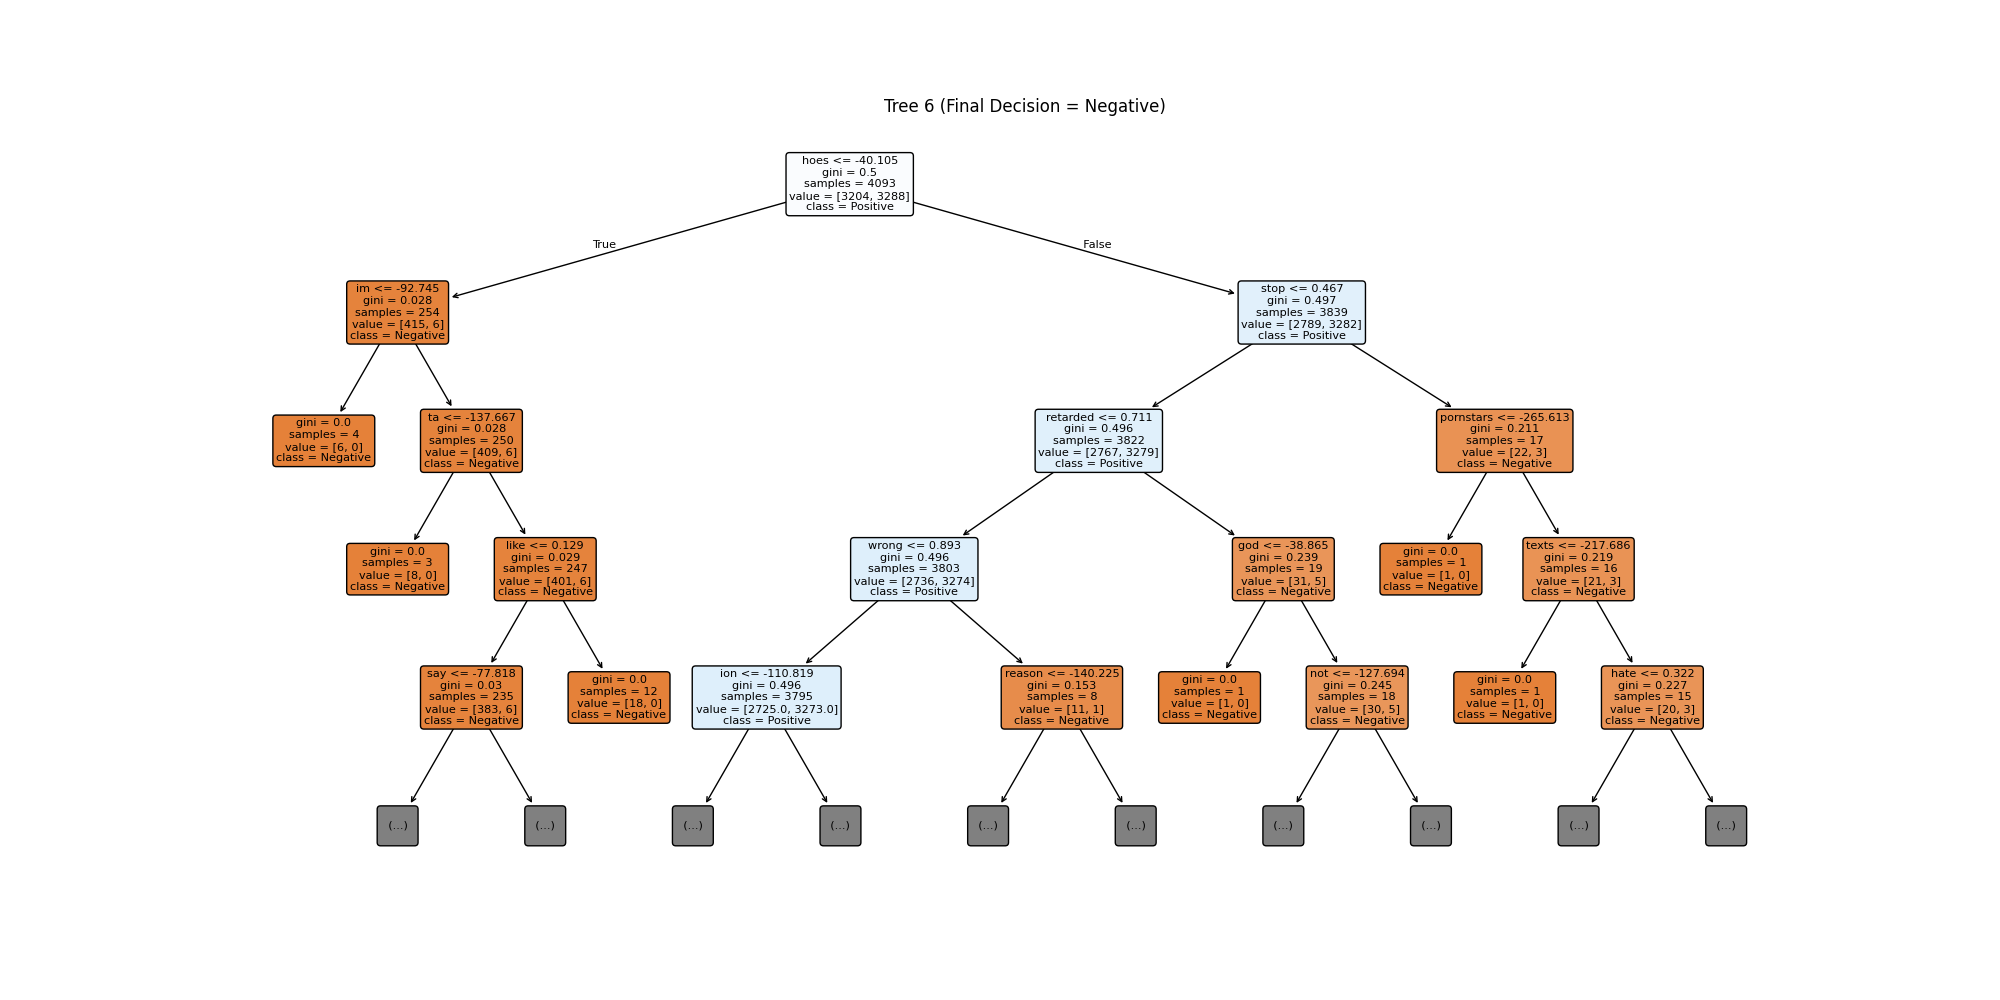 Tree 6 (Final Decision = Negative)
hoes <= -40.105
gini = 0.5
samples = 4093
value = [3204, 3288]
class = Positive
True
False
im <= -92.745
gini = 0.028
samples = 254
value = [415, 6]
class = Negative
stop <= 0.467
gini = 0.497
samples = 3839
value = [2789, 3282]
class = Positive
gini = 0.0
samples = 4
value = [6, 0]
class = Negative
ta <= -137.667
gini = 0.028
samples = 250
value = [409, 6]
class = Negative
retarded <= 0.711
gini = 0.496
samples = 3822
value = [2767, 3279]
class = Positive
pornstars <= -265.613
gini = 0.211
samples = 17
value = [22, 3]
class = Negative
gini = 0.0
samples = 3
value = [8, 0]
class = Negative
like <= 0.129
gini = 0.029
samples = 247
value = [401, 6]
class = Negative
wrong <= 0.893
gini = 0.496
samples = 3803
value = [2736, 3274]
class = Positive
god <= -38.865
gini = 0.239
samples = 19
value = [31, 5]
class = Negative
gini = 0.0
samples = 1
value = [1, 0]
class = Negative
texts <= -217.686
gini = 0.219
samples = 16
value = [21, 3]
class = Negative
say <= -77.818
gini = 0.03
samples = 235
value = [383, 6]
class = Negative
gini = 0.0
samples = 12
value = [18, 0]
class = Negative
ion <= -110.819
gini = 0.496
samples = 3795
value = [2725.0, 3273.0]
class = Positive
reason <= -140.225
gini = 0.153
samples = 8
value = [11, 1]
class = Negative
gini = 0.0
samples = 1
value = [1, 0]
class = Negative
not <= -127.694
gini = 0.245
samples = 18
value = [30, 5]
class = Negative
gini = 0.0
samples = 1
value = [1, 0]
class = Negative
hate <= 0.322
gini = 0.227
samples = 15
value = [20, 3]
class = Negative
(...)
(...)
(...)
(...)
(...)
(...)
(...)
(...)
(...)
(...)